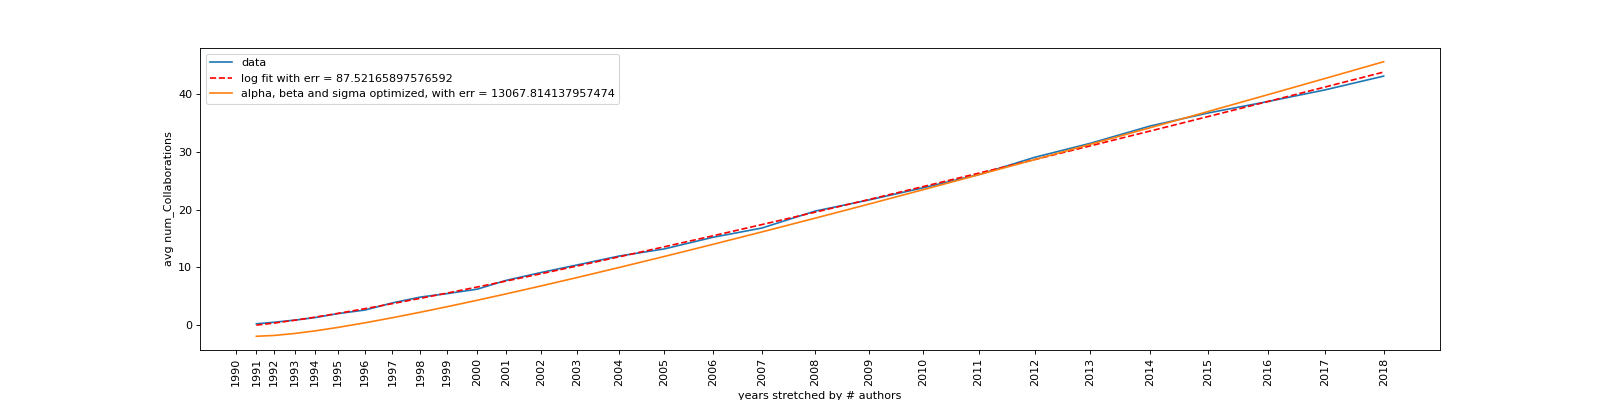 data
log fit with err = 87.52165897576592
alpha, beta and sigma optimized, with err = 13067.814137957474
avg num_Collaborations
40
30
20
10
0
1990 1991 1992 1993 1994 1995 1996 1997 1998 1999 2000 2001 2002 2003 2004 2005 2006 2007 2008 2009 2010 2011 2012 2013 2014 2015 2016 2017 2018
years stretched by # authors